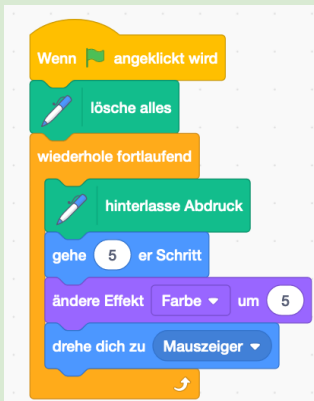 Wenn angeklickt wird
lösche alles
wiederhole fortlaufend
hinterlasse Abdruck
gehe 5 er Schritt
ändere Effekt Farbe um 5
drehe dich zu Mauszeiger